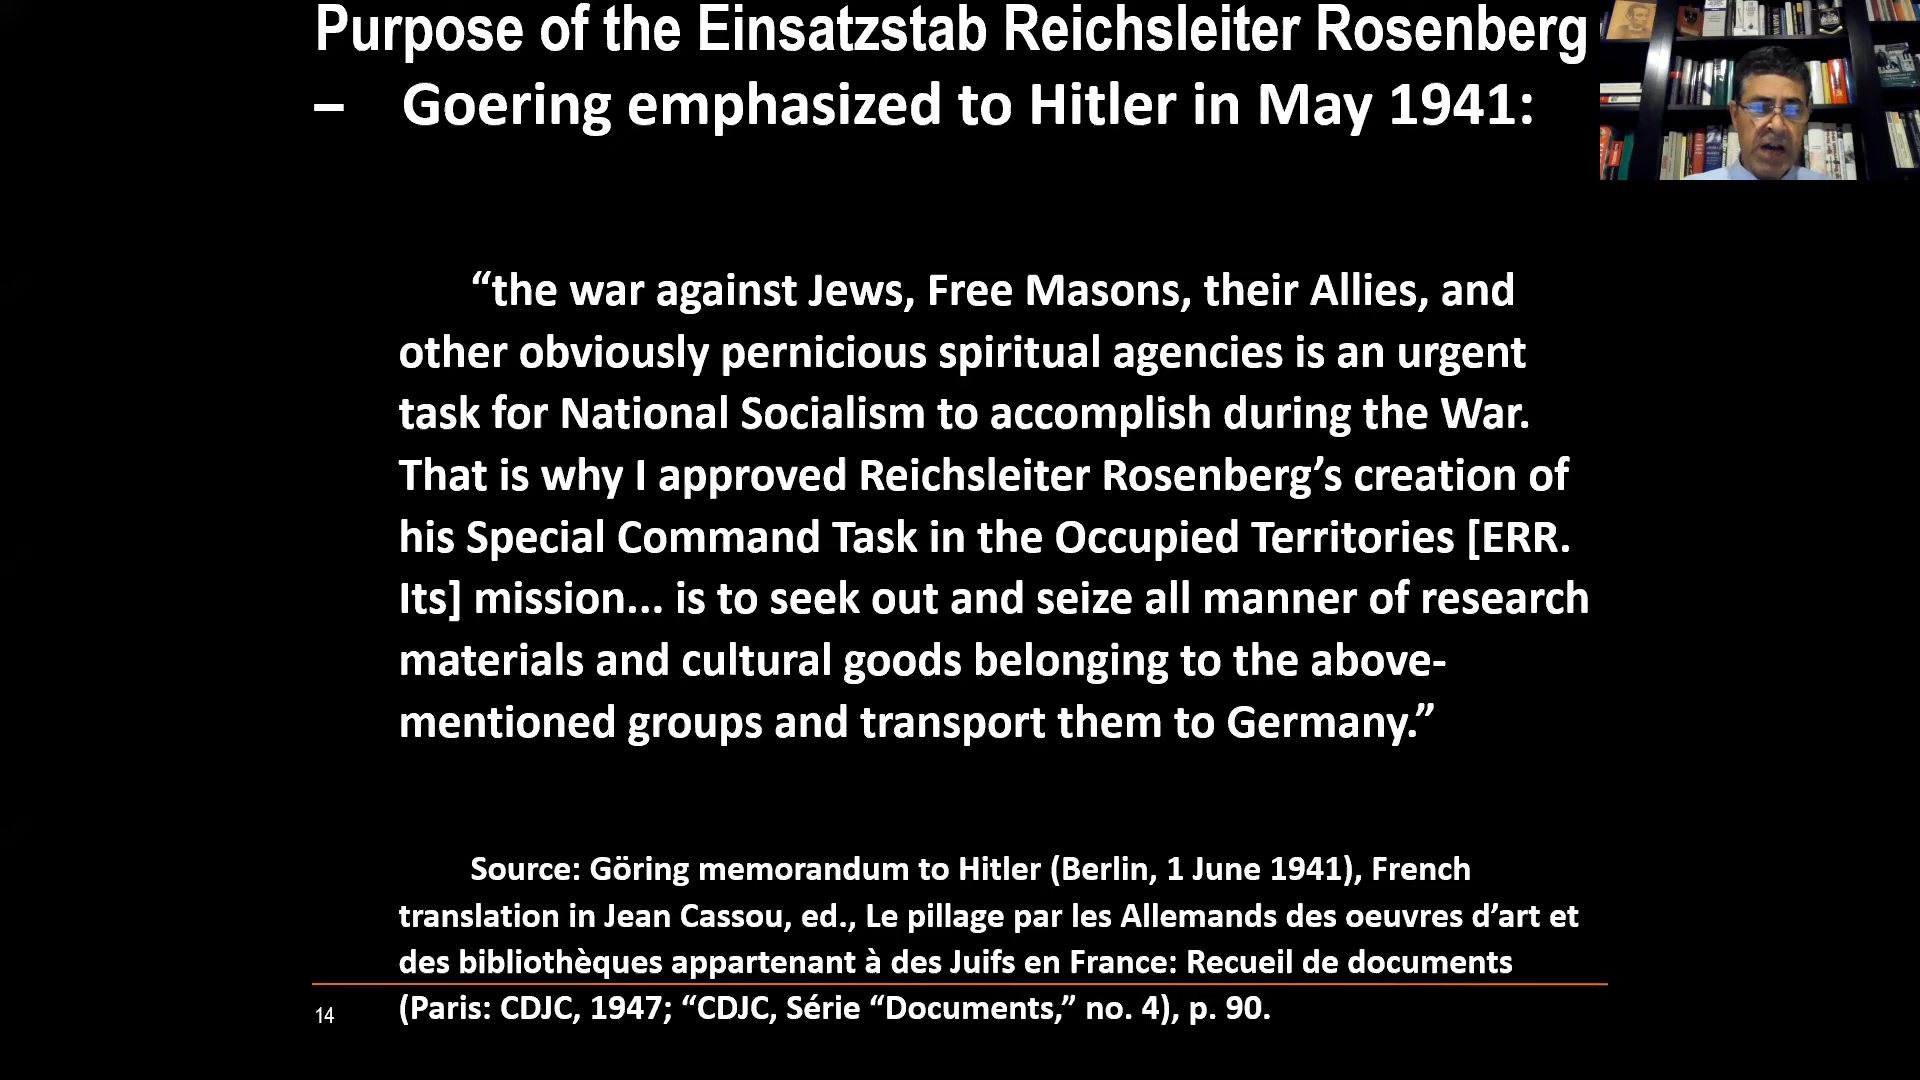 Purpose of the Einsatzstab Reichsleiter Rosenberg
– Goering emphasized to Hitler in May 1941:
“the war against Jews, Free Masons, their Allies, and
other obviously pernicious spiritual agencies is an urgent
task for National Socialism to accomplish during the War.
That is why I approved Reichsleiter Rosenberg’s creation of
his Special Command Task in the Occupied Territories [ERR.
Its] mission... is to seek out and seize all manner of research
materials and cultural goods belonging to the above-
mentioned groups and transport them to Germany.”
Source: Göring memorandum to Hitler (Berlin, 1 June 1941), French
translation in Jean Cassou, ed., Le pillage par les Allemands des oeuvres d’art et
des bibliothèques appartenant à des Juifs en France: Recueil de documents
(Paris: CDJC, 1947; “CDJC, Série “Documents,” no. 4), p. 90.
14